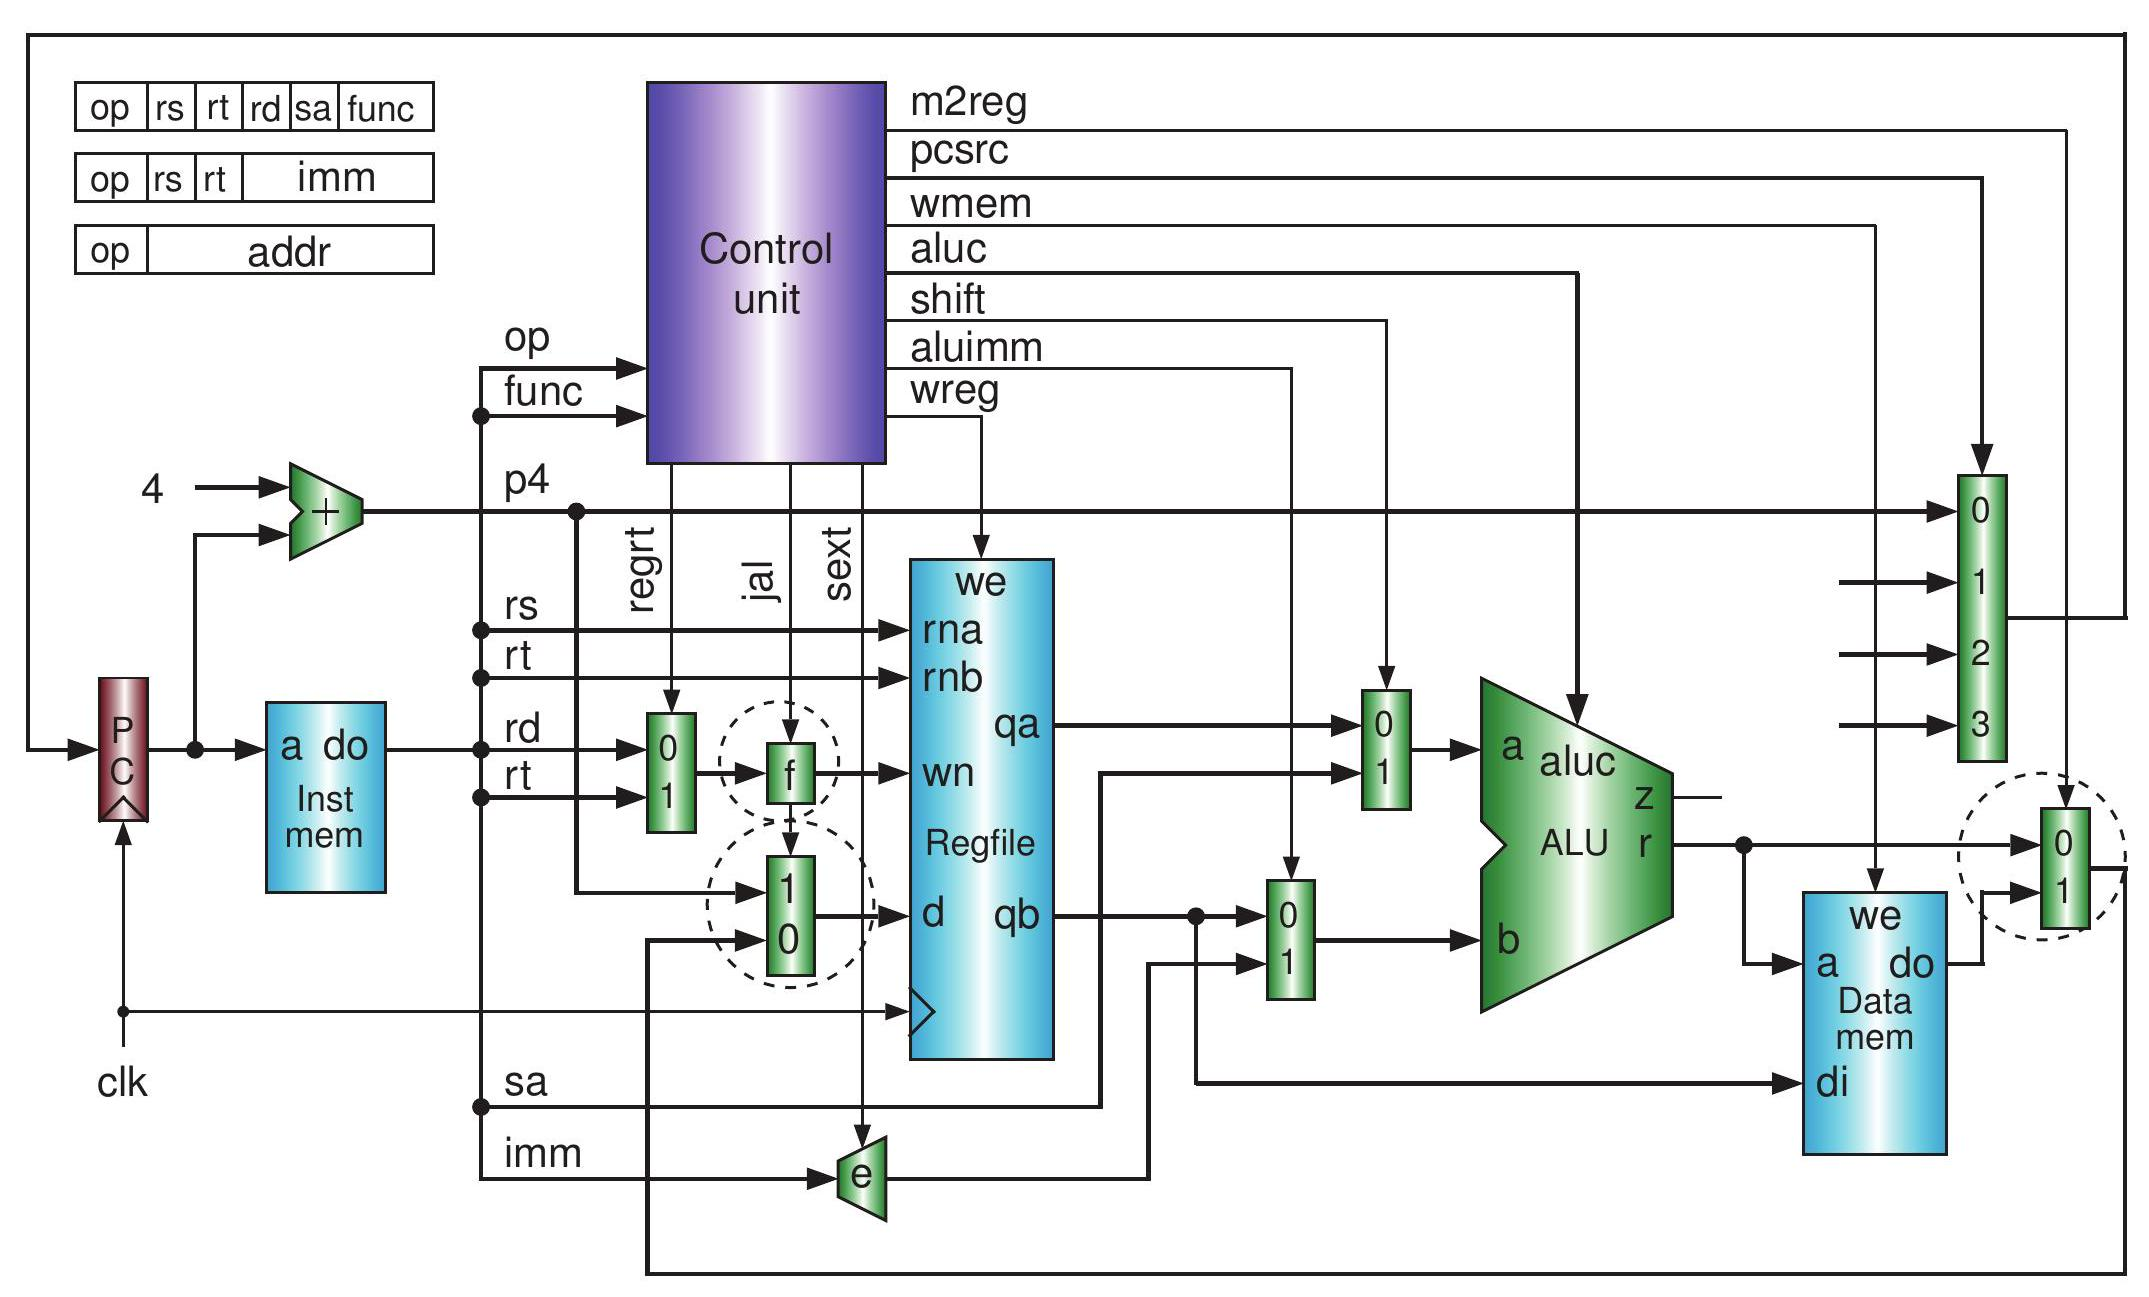 op rs rt rd sa func
op rs rt imm
op addr
Control
unit
m2reg
pcsrc
wmem
aluc
shift
aluimm
wreg
op
func
4
+
p4
regrt
jal
sext
rs
rt
rd
rt
P
C
a do
Inst
mem
clk
0
1
f
1
0
we
rna
rnb
qa
wn
Regfile
d
qb
sa
imm
e
0
1
0
1
a
aluc
z
ALU
r
b
0
1
2
3
0
1
we
a do
Data
mem
di